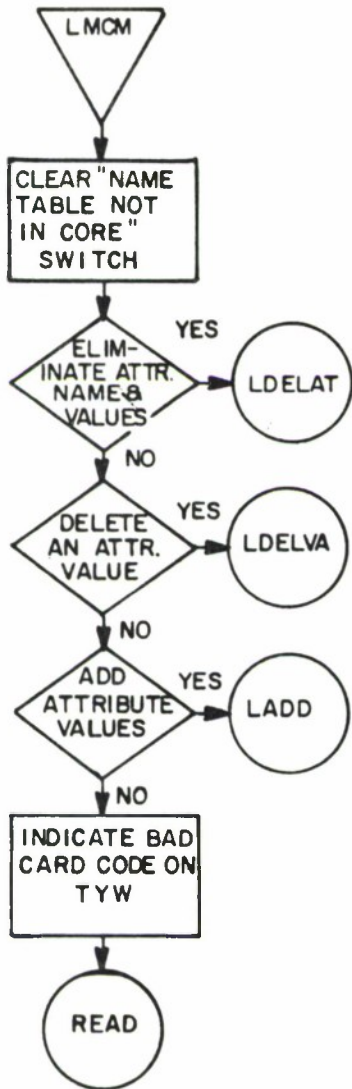 LMCM
CLEAR "NAME
TABLE NOT
IN CORE"
SWITCH
ELIM-
INATE ATTR.
NAME &
VALUES
YES
LDELAT
NO
DELETE
AN ATTR.
VALUE
YES
LDELVA
NO
ADD
ATTRIBUTE
VALUES
YES
LADD
NO
INDICATE BAD
CARD CODE ON
TYW
READ